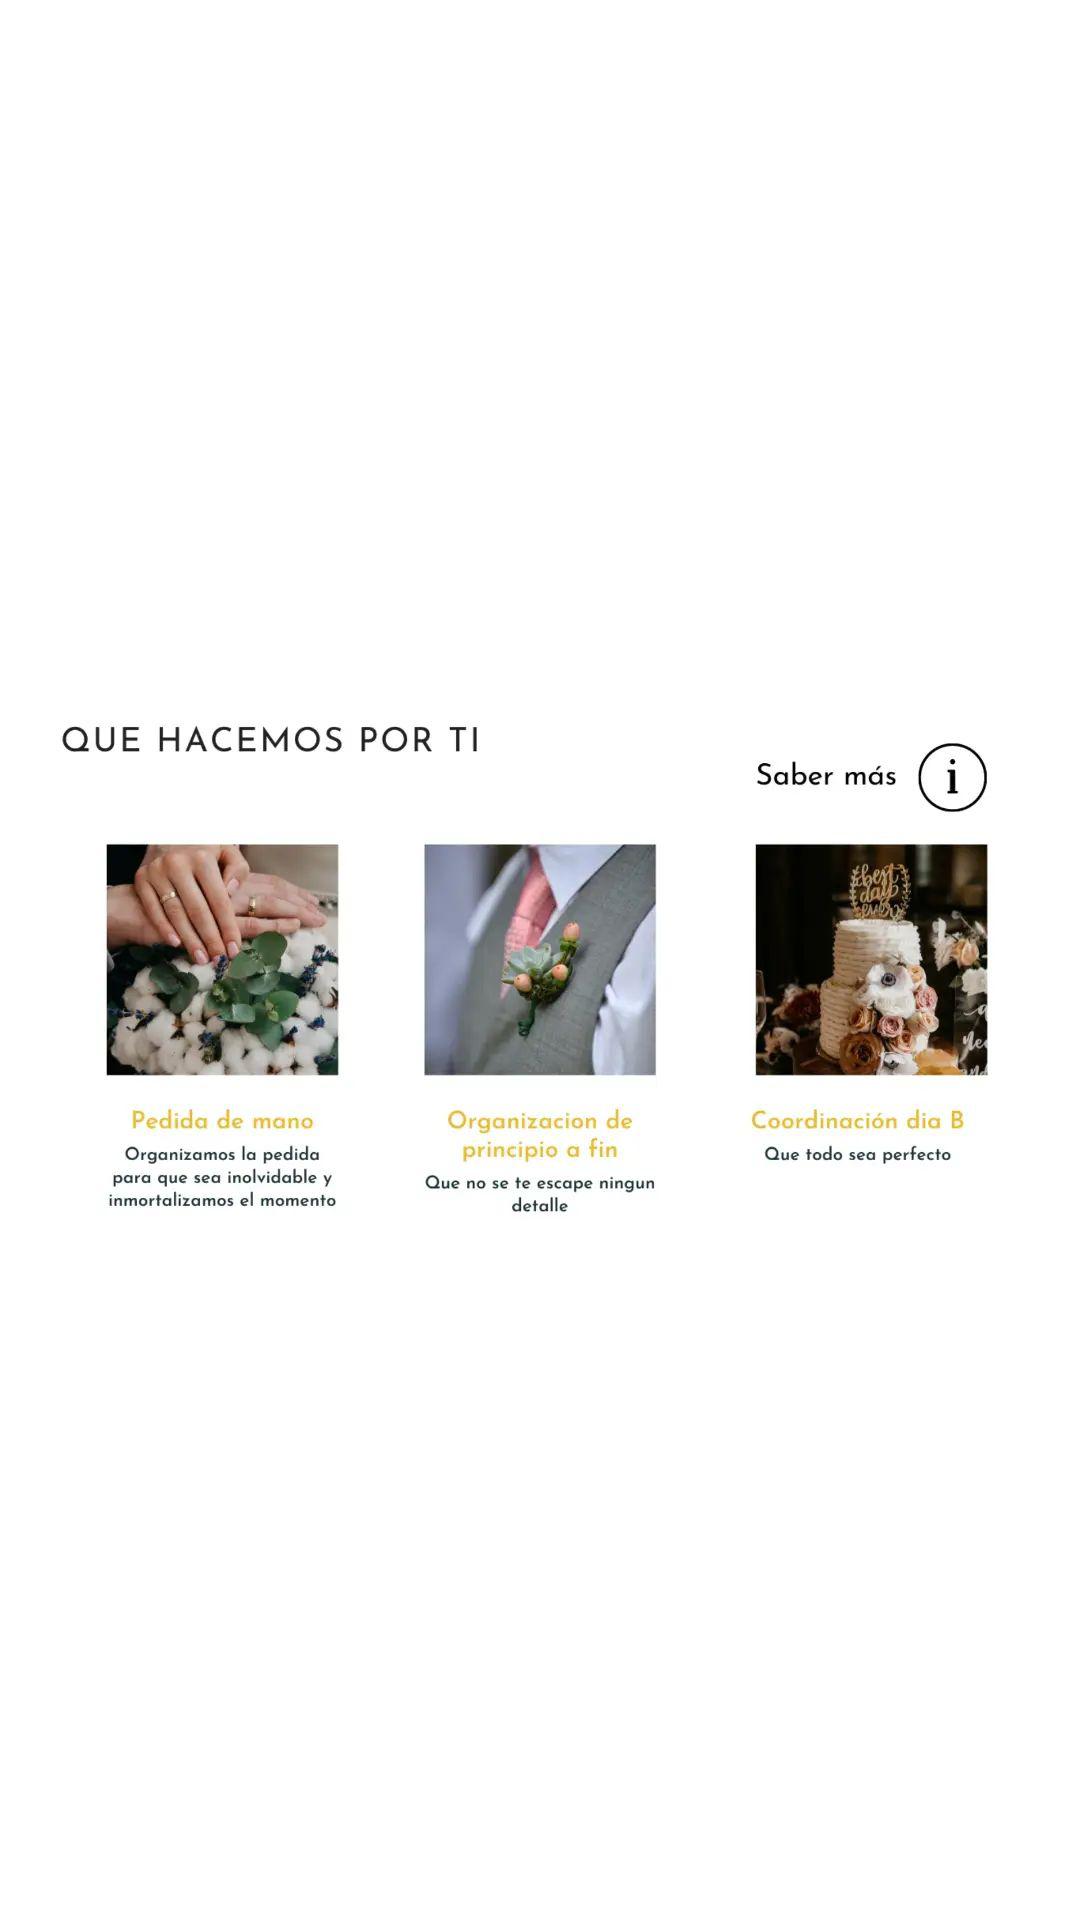 QUE HACEMOS POR TI
Saber más i
best
day
ever
Pedida de mano
Organizamos la pedida
para que sea inolvidable y
inmortalizamos el momento
Organizacion de
principio a fin
Que no se te escape ningun
detalle
Coordinación dia B
Que todo sea perfecto